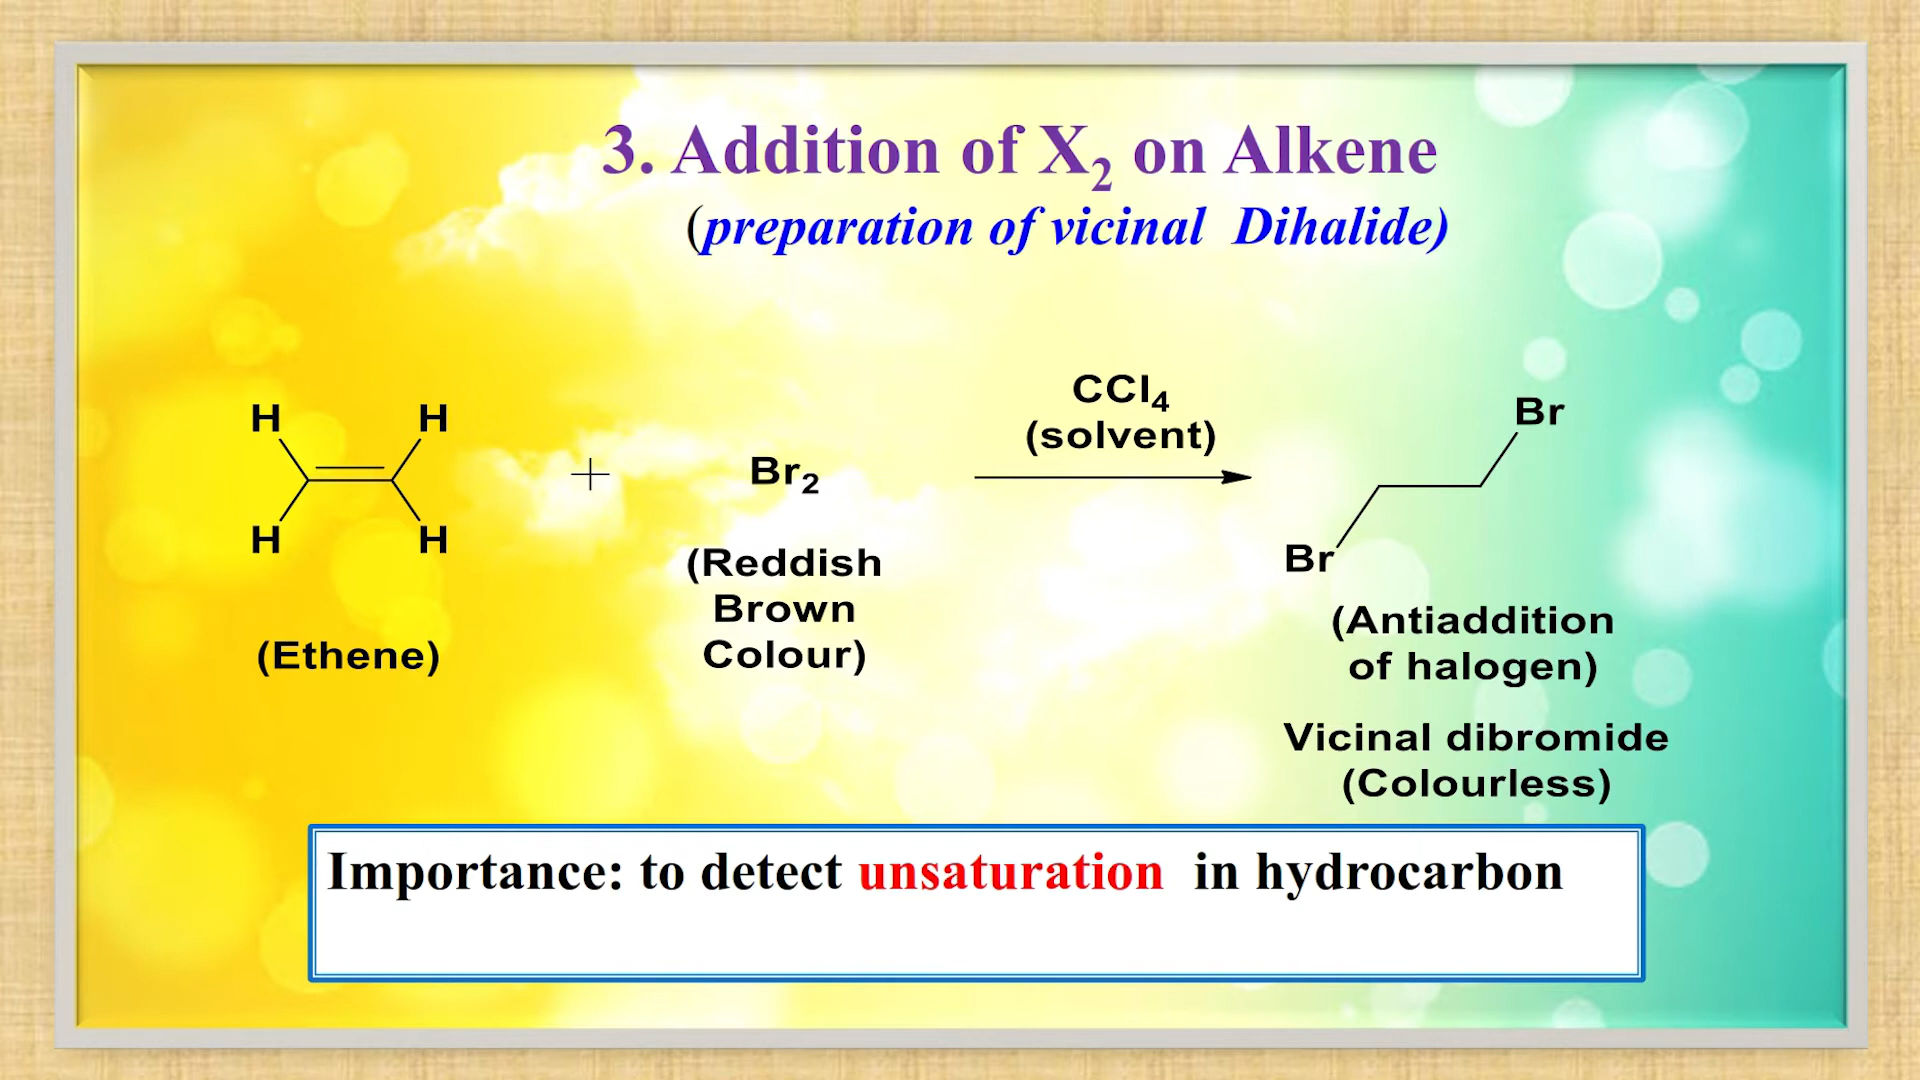 3. Addition of X₂ on Alkene
(preparation of vicinal Dihalide)
H H
H H
(Ethene)
+
Br₂
(Reddish
Brown
Colour)
CCl₄
(solvent)
Br
Br
(Antiaddition
of halogen)
Vicinal dibromide
(Colourless)
Importance: to detect unsaturation in hydrocarbon